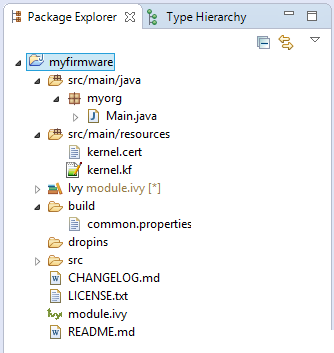 Package Explorer Type Hierarchy
myfirmware
src/main/java
myorg
Main.java
src/main/resources
kernel.cert
kernel.kf
Ivy module.ivy [*]
build
common.properties
dropins
src
CHANGELOG.md
LICENSE.txt
module.ivy
README.md